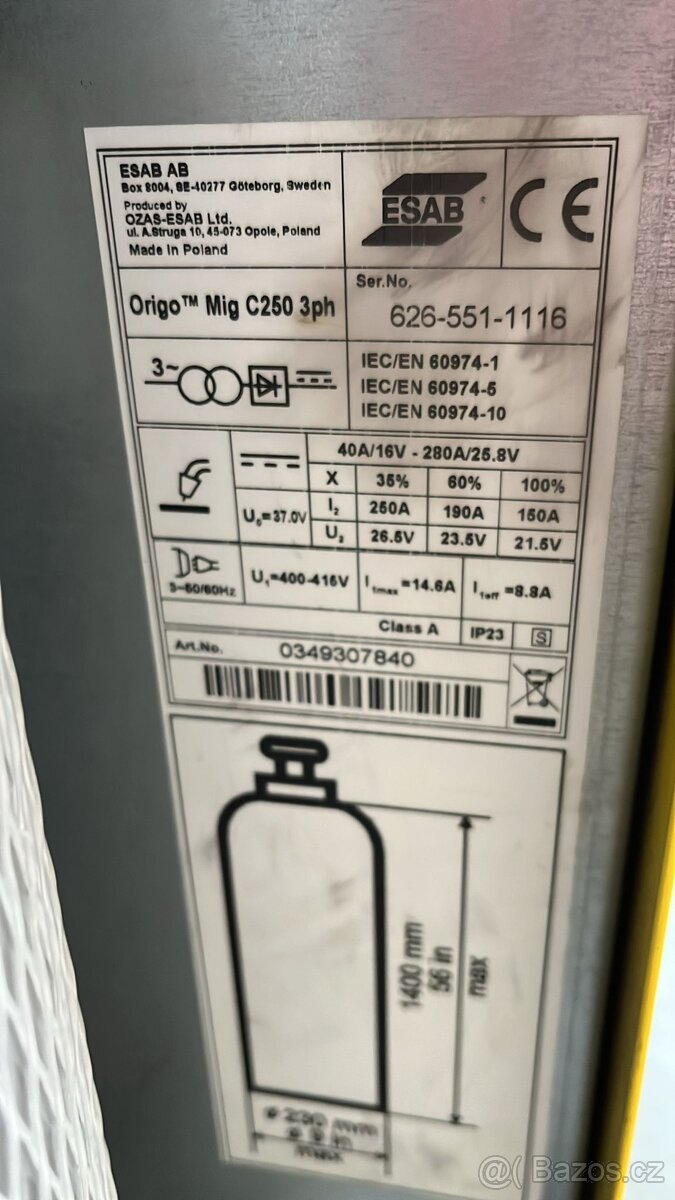 ESAB AB
Box 8004, SE-40277 Göteborg, Sweden
Produced by
OZAS-ESAB Ltd.
ul. A.Struga 10, 45-073 Opole, Poland
Made in Poland
ESAB
CE
Origo™ Mig C250 3ph
Ser.No.
626-551-1116
3~
IEC/EN 60974-1
IEC/EN 60974-5
IEC/EN 60974-10
40A/16V - 280A/25.8V
X 35% 60% 100%
U₀=37.0V
I₂ 250A 190A 150A
U₂ 26.5V 23.5V 21.5V
3~50/60Hz
U₁=400-415V
I₁max=14.6A
I₁eff=8.8A
Class A
IP23
S
Art.No.
0349307840
1400 mm
56 in
max
ø 230 mm
ø 9 in
max
@( Bazos.cz